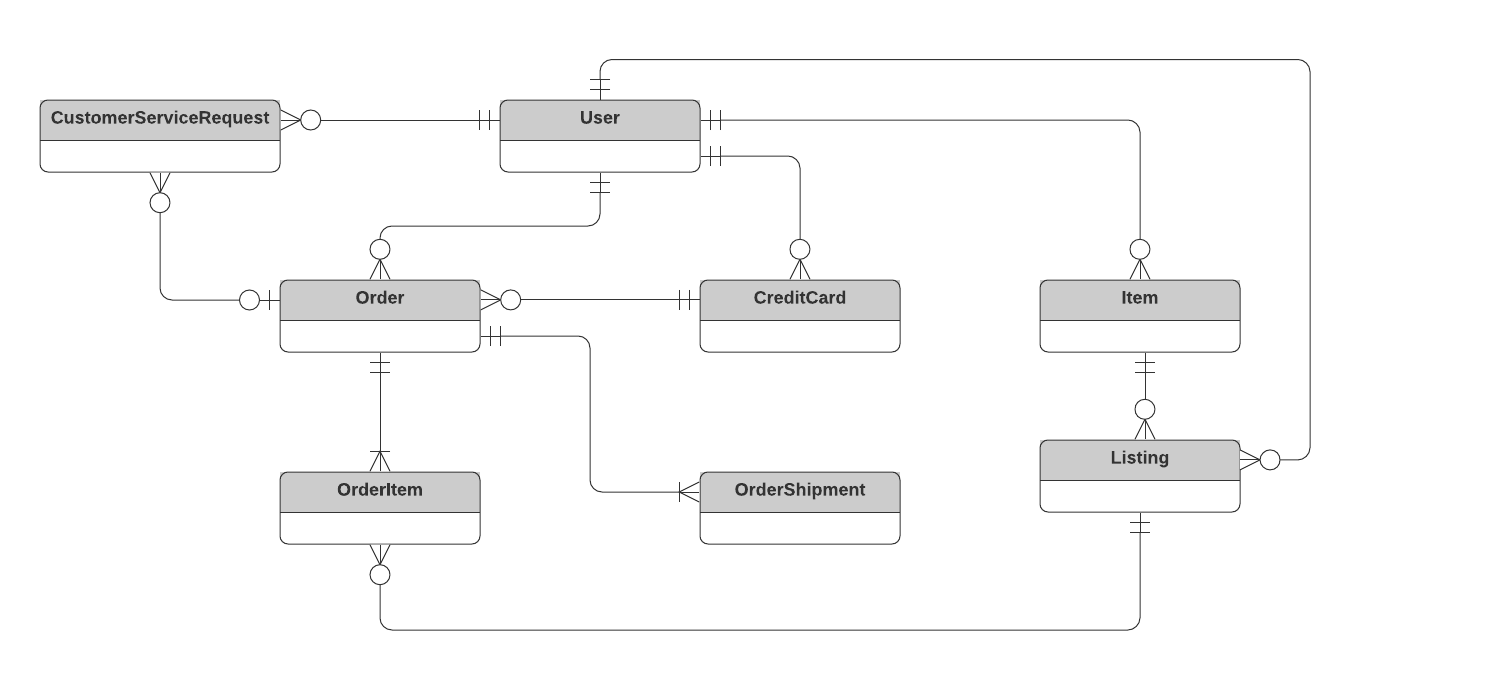 CustomerServiceRequest
User
Order
CreditCard
Item
Listing
OrderItem
OrderShipment